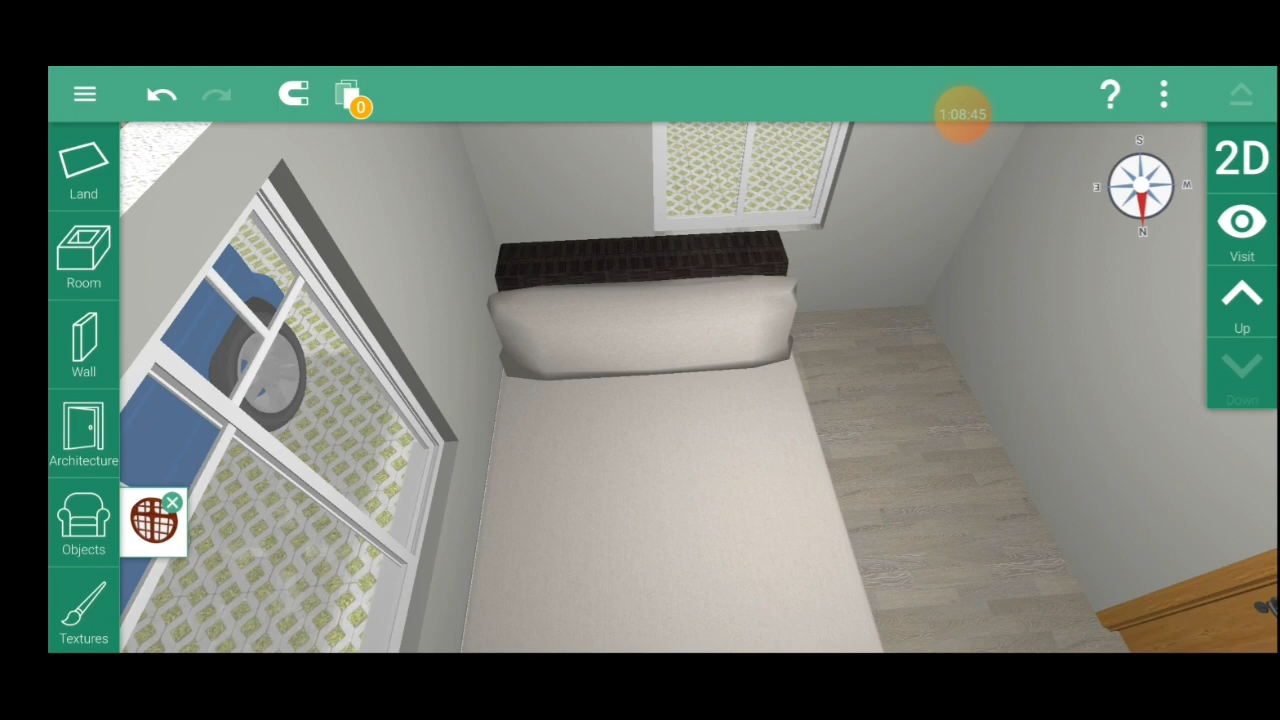 0
1:08:45
?
Land
Room
Wall
Architecture
Objects
Textures
S
E
W
N
2D
Visit
Up
Down